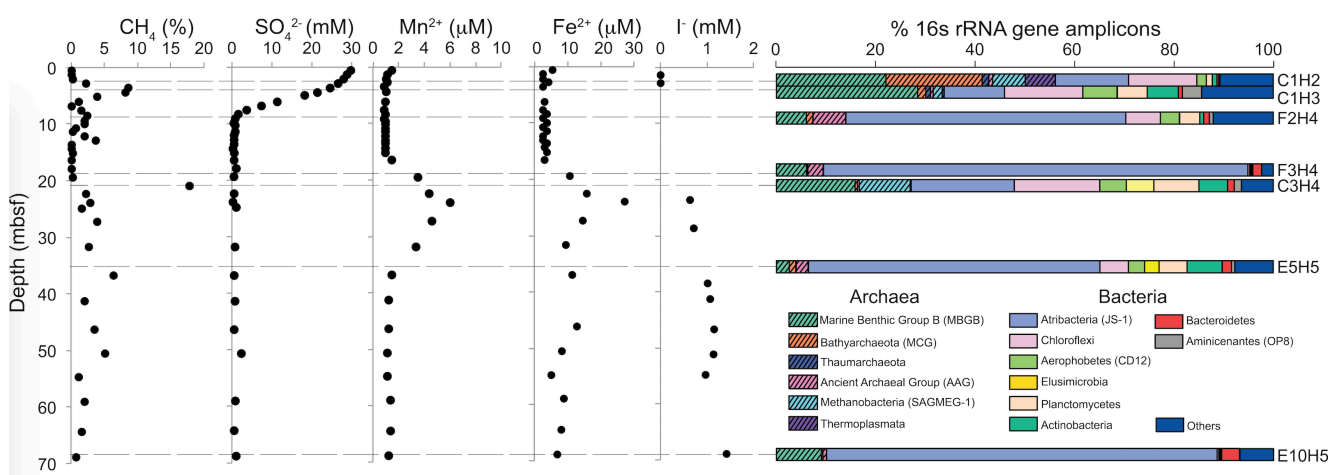 CH4 (%)
SO4 2- (mM)
Mn2+ (μM)
Fe2+ (μM)
I- (mM)
% 16s rRNA gene amplicons
0 5 10 15 20
0 10 20 30
0 2 4 6 8 10
0 10 20 30
0 1 2
0 20 40 60 80 100
Depth (mbsf)
0
10
20
30
40
50
60
70
C1H2
C1H3
F2H4
F3H4
C3H4
E5H5
E10H5
Archaea
Marine Benthic Group B (MBGB)
Bathyarchaeota (MCG)
Thaumarchaeota
Ancient Archaeal Group (AAG)
Methanobacteria (SAGMEG-1)
Thermoplasmata
Bacteria
Atribacteria (JS-1)
Chloroflexi
Aerophobetes (CD12)
Elusimicrobia
Planctomycetes
Actinobacteria
Bacteroidetes
Aminicenantes (OP8)
Others